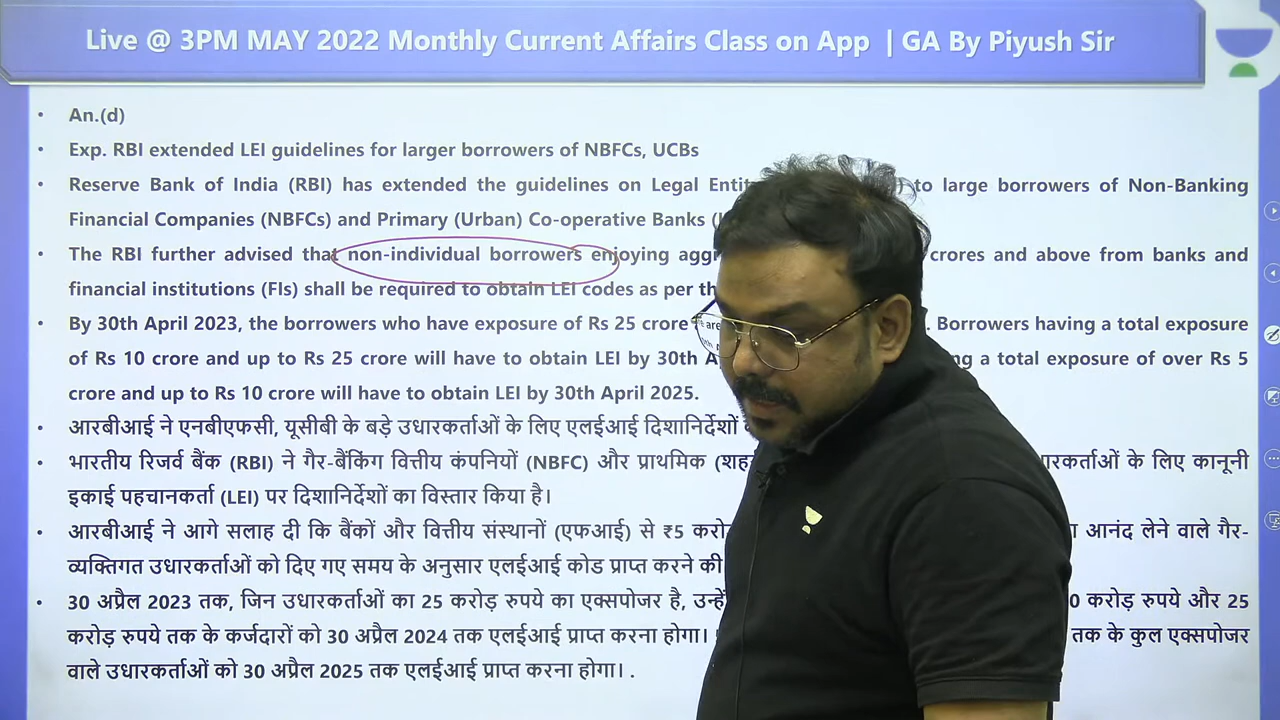 Live @ 3PM MAY 2022 Monthly Current Affairs Class on App | GA By Piyush Sir
• An.(d)
• Exp. RBI extended LEI guidelines for larger borrowers of NBFCs, UCBs
• Reserve Bank of India (RBI) has extended the guidelines on Legal to large borrowers of Non-Banking
Financial Companies (NBFCs) and Primary (Urban) Co-operative Banks
• The RBI further advised that non-individual borrowers enjoying crores and above from banks and
financial institutions (FIs) shall be required to obtain LEI codes as per
• By 30th April 2023, the borrowers who have exposure of Rs 25 crore Borrowers having a total exposure
of Rs 10 crore and up to Rs 25 crore will have to obtain LEI by 30th a total exposure of over Rs 5
crore and up to Rs 10 crore will have to obtain LEI by 30th April 2025.
• आरबीआई ने एनबीएफसी, यूसीबी के बड़े उधारकर्ताओं के लिए एलईआई दिशानिर्देशों
• भारतीय रिजर्व बैंक (RBI) ने गैर-बैंकिंग वित्तीय कंपनियों (NBFC) और प्राथमिक के लिए कानूनी
इकाई पहचानकर्ता (LEI) पर दिशानिर्देशों का विस्तार किया है।
• आरबीआई ने आगे सलाह दी कि बैंकों और वित्तीय संस्थानों (एफआई) से ₹5 आनंद लेने वाले गैर-
व्यक्तिगत उधारकर्ताओं को दिए गए समय के अनुसार एलईआई कोड प्राप्त करने की
• 30 अप्रैल 2023 तक, जिन उधारकर्ताओं का 25 करोड़ रुपये का एक्सपोजर है, करोड़ रुपये और 25
करोड़ रुपये तक के कर्जदारों को 30 अप्रैल 2024 तक एलईआई प्राप्त करना होगा। तक के कुल एक्सपोजर
वाले उधारकर्ताओं को 30 अप्रैल 2025 तक एलईआई प्राप्त करना होगा। .